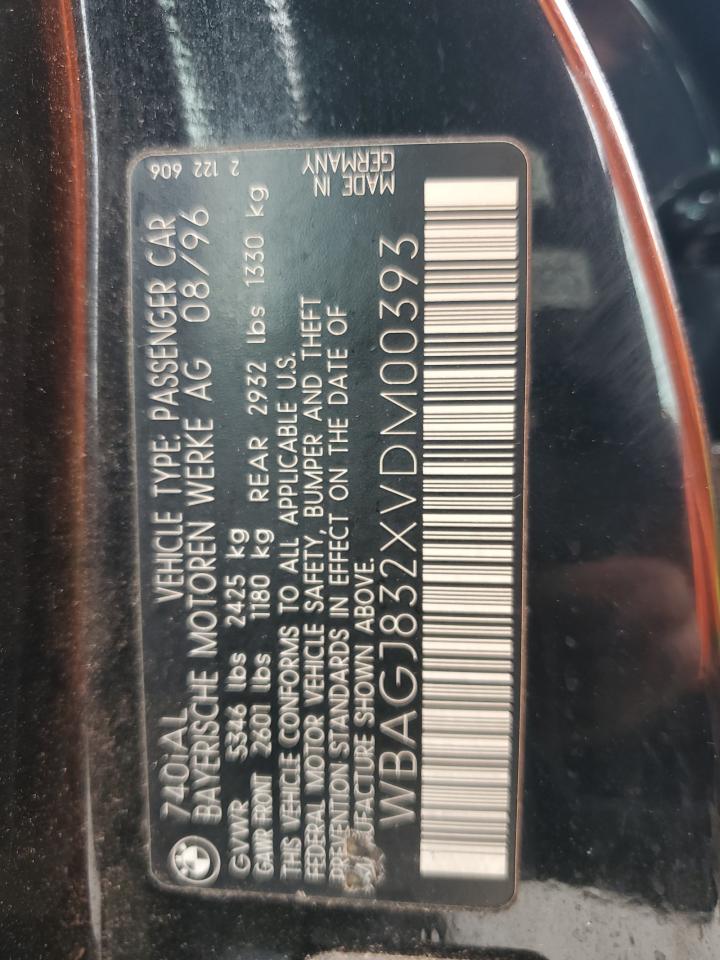 740iAL VEHICLE TYPE: PASSENGER CAR 2 122 606
BAYERISCHE MOTOREN WERKE AG 08/96
GVWR 5346 lbs 2425 kg
GAWR FRONT 2601 lbs 1180 kg REAR 2932 lbs 1330 kg
THIS VEHICLE CONFORMS TO ALL APPLICABLE U.S.
FEDERAL MOTOR VEHICLE SAFETY, BUMPER AND THEFT
PREVENTION STANDARDS IN EFFECT ON THE DATE OF
MANUFACTURE SHOWN ABOVE.
MADE IN
GERMANY
WBAGJ832XVDM00393